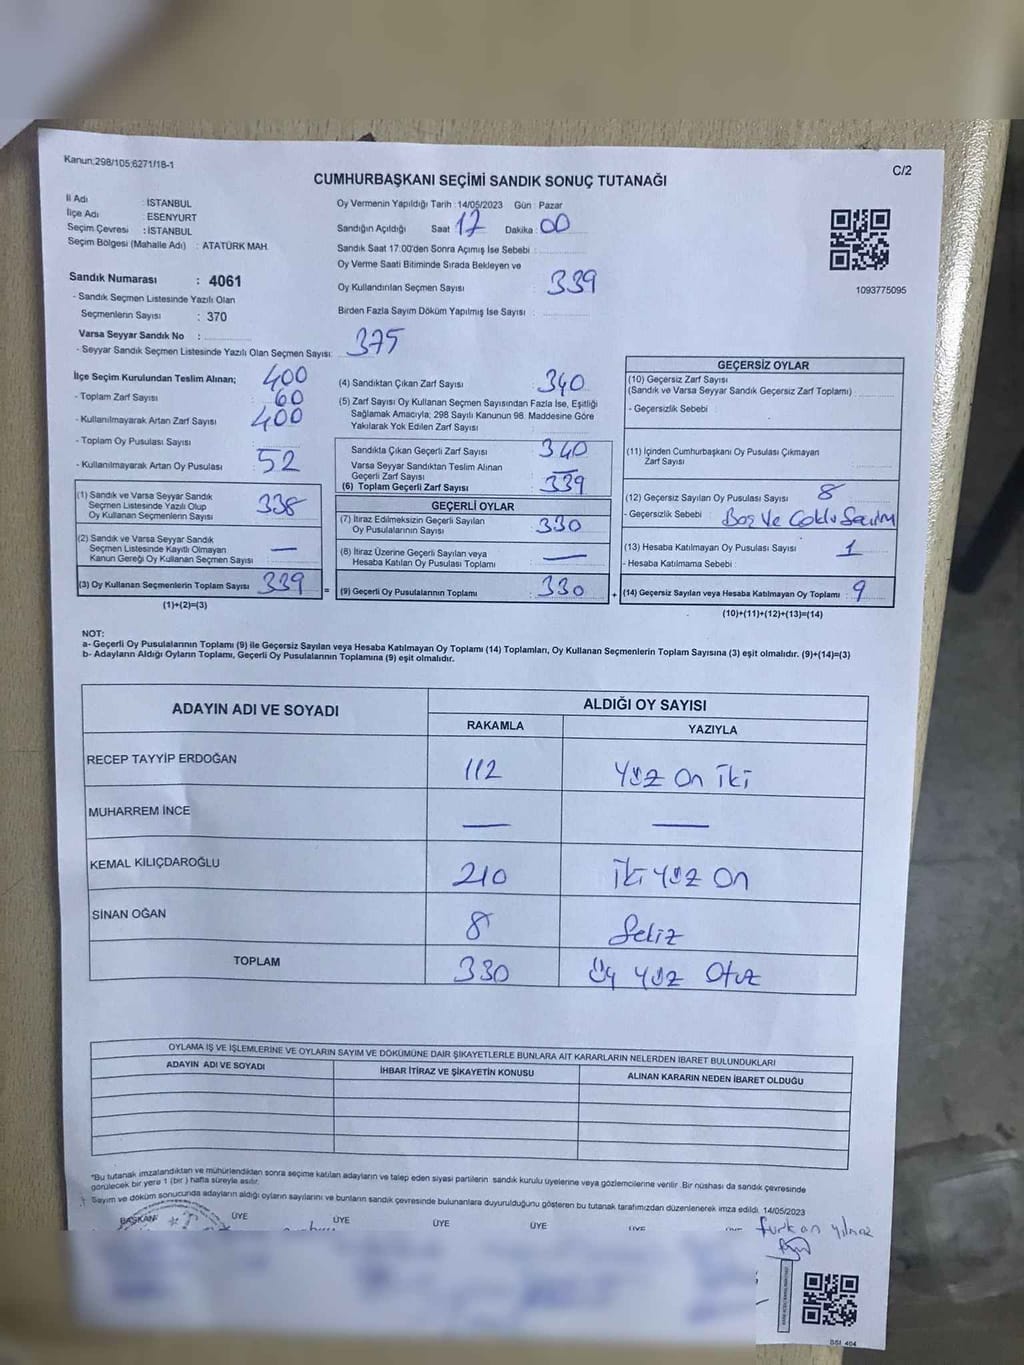 Kanun:298/105;6271/18-1
C/2
CUMHURBAŞKANI SEÇİMİ SANDIK SONUÇ TUTANAĞI
İl Adı : İSTANBUL
İlçe Adı : ESENYURT
Seçim Çevresi : İSTANBUL
Seçim Bölgesi (Mahalle Adı) : ATATÜRK MAH.
Oy Vermenin Yapıldığı Tarih :14/05/2023 Gün : Pazar
Sandığın Açıldığı Saat 17 Dakika : 00
Sandık Saat 17.00'den Sonra Açımış İse Sebebi :
Oy Verme Saati Bitiminde Sırada Bekleyen ve
Oy Kullandırılan Seçmen Sayısı : 339
Birden Fazla Sayım Döküm Yapılmış İse Sayısı :
1093775095
Sandık Numarası : 4061
- Sandık Seçmen Listesinde Yazılı Olan
Seçmenlerin Sayısı : 370
Varsa Seyyar Sandık No :
- Seyyar Sandık Seçmen Listesinde Yazılı Olan Seçmen Sayısı: 375
İlçe Seçim Kurulundan Teslim Alınan; 400
- Toplam Zarf Sayısı : 60
- Kullanılmayarak Artan Zarf Sayısı : 400
- Toplam Oy Pusulası Sayısı
- Kullanılmayarak Artan Oy Pusulası : 52
(1) Sandık ve Varsa Seyyar Sandık
Seçmen Listesinde Yazılı Olup
Oy Kullanan Seçmenlerin Sayısı 338
(2) Sandık ve Varsa Seyyar Sandık
Seçmen Listesinde Kayıtlı Olmayan
Kanun Gereği Oy Kullanan Seçmen Sayısı —
(3) Oy Kullanan Seçmenlerin Toplam Sayısı 339 =
(1)+(2)=(3)
(4) Sandıktan Çıkan Zarf Sayısı : 340
(5) Zarf Sayısı Oy Kullanan Seçmen Sayısından Fazla İse, Eşitliği
Sağlamak Amacıyla; 298 Sayılı Kanunun 98. Maddesine Göre
Yakılarak Yok Edilen Zarf Sayısı :
Sandıkta Çıkan Geçerli Zarf Sayısı : 340
Varsa Seyyar Sandıktan Teslim Alınan
Geçerli Zarf Sayısı —
(6) Toplam Geçerli Zarf Sayısı 339
GEÇERLİ OYLAR
(7) İtiraz Edilmeksizin Geçerli Sayılan
Oy Pusulalarının Sayısı : 330
(8) İtiraz Üzerine Geçerli Sayılan veya
Hesaba Katılan Oy Pusulası Toplamı : —
(9) Geçerli Oy Pusulalarının Toplamı : 330 +
GEÇERSİZ OYLAR
(10) Geçersiz Zarf Sayısı
(Sandık ve Varsa Seyyar Sandık Geçersiz Zarf Toplamı) :
- Geçersizlik Sebebi :
(11) İçinden Cumhurbaşkanı Oy Pusulası Çıkmayan
Zarf Sayısı :
(12) Geçersiz Sayılan Oy Pusulası Sayısı : 8
- Geçersizlik Sebebi : Boş Ve Çoklu Seçim
(13) Hesaba Katılmayan Oy Pusulası Sayısı : 1
- Hesaba Katılmama Sebebi :
(14) Geçersiz Sayılan veya Hesaba Katılmayan Oy Toplamı : 9
(10)+(11)+(12)+(13)=(14)
NOT:
a- Geçerli Oy Pusulalarının Toplamı (9) ile Geçersiz Sayılan veya Hesaba Katılmayan Oy Toplamı (14) Toplamları, Oy Kullanan Seçmenlerin Toplam Sayısına (3) eşit olmalıdır. (9)+(14)=(3)
b- Adayların Aldığı Oyların Toplamı, Geçerli Oy Pusulalarının Toplamına (9) eşit olmalıdır.
ADAYIN ADI VE SOYADI
ALDIĞI OY SAYISI
RAKAMLA YAZIYLA
RECEP TAYYİP ERDOĞAN 112 Yüz On iki
MUHARREM İNCE — —
KEMAL KILIÇDAROĞLU 210 İki Yüz On
SİNAN OĞAN 8 Sekiz
TOPLAM 330 Üç Yüz Otuz
OYLAMA İŞ VE İŞLEMLERİNE VE OYLARIN SAYIM VE DÖKÜMÜNE DAİR ŞİKAYETLERLE BUNLARA AİT KARARLARIN NELERDEN İBARET BULUNDUKLARI
ADAYIN ADI VE SOYADI İHBAR İTİRAZ VE ŞİKAYETİN KONUSU ALINAN KARARIN NEDEN İBARET OLDUĞU
*Bu tutanak imzalandıktan ve mühürlendikten sonra seçime katılan adayların ve talep eden siyasi partilerin sandık kurulu üyelerine veya gözlemcilerine verilir. Bir nüshası da sandık çevresinde
görülecek bir yere 1 (bir ) hafta süreyle asılır.
Sayım ve döküm sonucunda adayların aldığı oyların sayılarını ve bunların sandık çevresinde bulunanlara duyurulduğunu gösteren bu tutanak tarafımızdan düzenlenerek imza edildi. 14/05/2023
BAŞKAN ÜYE ÜYE ÜYE ÜYE ÜYE
furkan yılmaz